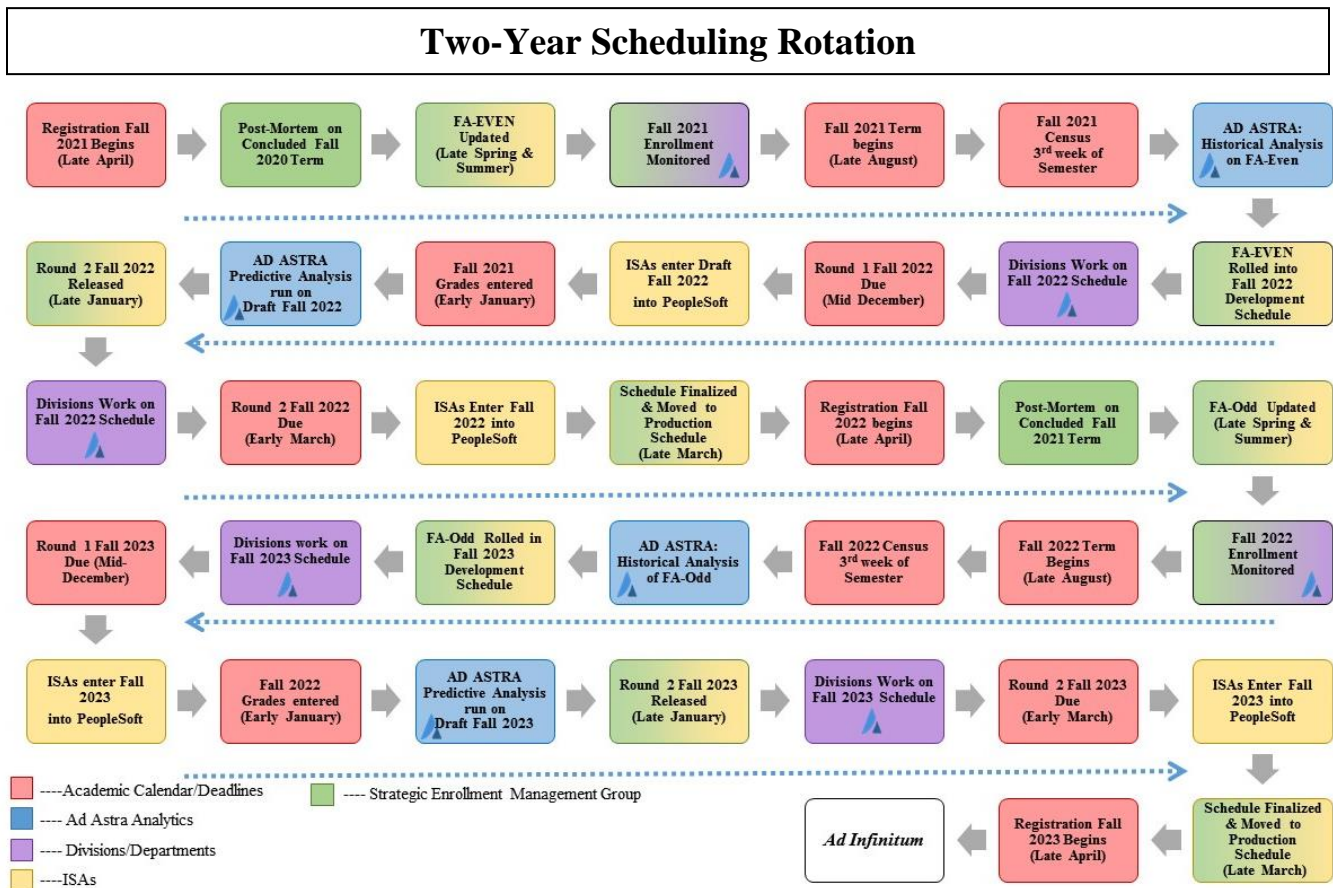 Two-Year Scheduling Rotation
Registration Fall
2021 Begins
(Late April)
Post-Mortem on
Concluded Fall
2020 Term
FA-EVEN
Updated
(Late Spring &
Summer)
Fall 2021
Enrollment
Monitored
Fall 2021 Term
begins
(Late August)
Fall 2021
Census
3rd week of
Semester
AD ASTRA:
Historical Analysis
on FA-Even
FA-EVEN
Rolled into
Fall 2022
Development
Schedule
Divisions Work on
Fall 2022 Schedule
Round 1 Fall 2022
Due
(Mid December)
ISAs enter Draft
Fall 2022
into PeopleSoft
Fall 2021
Grades entered
(Early January)
AD ASTRA
Predictive Analysis
run on
Draft Fall 2022
Round 2 Fall 2022
Released
(Late January)
Divisions Work on
Fall 2022 Schedule
Round 2 Fall 2022
Due
(Early March)
ISAs Enter Fall
2022 into
PeopleSoft
Schedule Finalized
& Moved to
Production
Schedule
(Late March)
Registration Fall
2022 begins
(Late April)
Post-Mortem on
Concluded Fall
2021 Term
FA-Odd Updated
(Late Spring &
Summer)
Fall 2022
Enrollment
Monitored
Fall 2022 Term
Begins
(Late August)
Fall 2022 Census
3rd week of
Semester
AD ASTRA:
Historical Analysis
of FA-Odd
FA-Odd Rolled in
Fall 2023
Development
Schedule
Divisions work on
Fall 2023 Schedule
Round 1 Fall 2023
Due (Mid-
December)
ISAs enter Fall
2023
into PeopleSoft
Fall 2022
Grades entered
(Early January)
AD ASTRA
Predictive Analysis
run on
Draft Fall 2023
Round 2 Fall 2023
Released
(Late January)
Divisions Work on
Fall 2023 Schedule
Round 2 Fall 2023
Due
(Early March)
ISAs Enter Fall
2023 into
PeopleSoft
Schedule Finalized
& Moved to
Production
Schedule
(Late March)
Registration Fall
2023 Begins
(Late April)
Ad Infinitum
----Academic Calendar/Deadlines
---- Strategic Enrollment Management Group
---- Ad Astra Analytics
---- Divisions/Departments
----ISAs